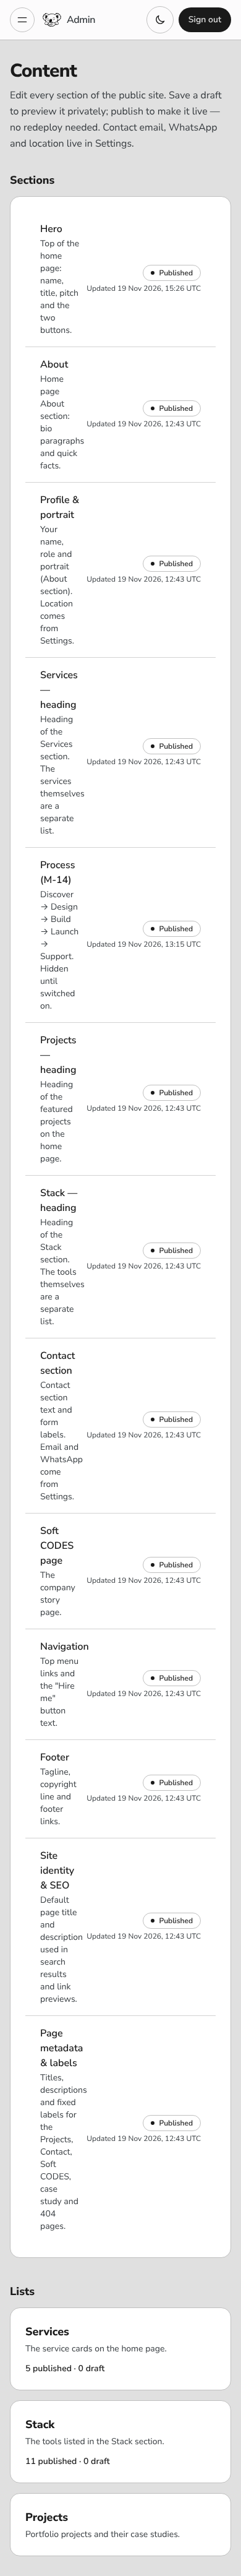 Admin
Sign out
Content
Edit every section of the public site. Save a draft
to preview it privately; publish to make it live —
no redeploy needed. Contact email, WhatsApp
and location live in Settings.
Sections
Hero
Top of the
home
page:
name,
title, pitch
and the
two
buttons.
Published
Updated 19 Nov 2026, 15:26 UTC
About
Home
page
About
section:
bio
paragraphs
and quick
facts.
Published
Updated 19 Nov 2026, 12:43 UTC
Profile &
portrait
Your
name,
role and
portrait
(About
section).
Location
comes
from
Settings.
Published
Updated 19 Nov 2026, 12:43 UTC
Services
—
heading
Heading
of the
Services
section.
The
services
themselves
are a
separate
list.
Published
Updated 19 Nov 2026, 12:43 UTC
Process
(M-14)
Discover
→ Design
→ Build
→ Launch
→
Support.
Hidden
until
switched
on.
Published
Updated 19 Nov 2026, 13:15 UTC
Projects
—
heading
Heading
of the
featured
projects
on the
home
page.
Published
Updated 19 Nov 2026, 12:43 UTC
Stack —
heading
Heading
of the
Stack
section.
The tools
themselves
are a
separate
list.
Published
Updated 19 Nov 2026, 12:43 UTC
Contact
section
Contact
section
text and
form
labels.
Email and
WhatsApp
come
from
Settings.
Published
Updated 19 Nov 2026, 12:43 UTC
Soft
CODES
page
The
company
story
page.
Published
Updated 19 Nov 2026, 12:43 UTC
Navigation
Top menu
links and
the "Hire
me"
button
text.
Published
Updated 19 Nov 2026, 12:43 UTC
Footer
Tagline,
copyright
line and
footer
links.
Published
Updated 19 Nov 2026, 12:43 UTC
Site
identity
& SEO
Default
page title
and
description
used in
search
results
and link
previews.
Published
Updated 19 Nov 2026, 12:43 UTC
Page
metadata
& labels
Titles,
descriptions
and fixed
labels for
the
Projects,
Contact,
Soft
CODES,
case
study and
404
pages.
Published
Updated 19 Nov 2026, 12:43 UTC
Lists
Services
The service cards on the home page.
5 published · 0 draft
Stack
The tools listed in the Stack section.
11 published · 0 draft
Projects
Portfolio projects and their case studies.